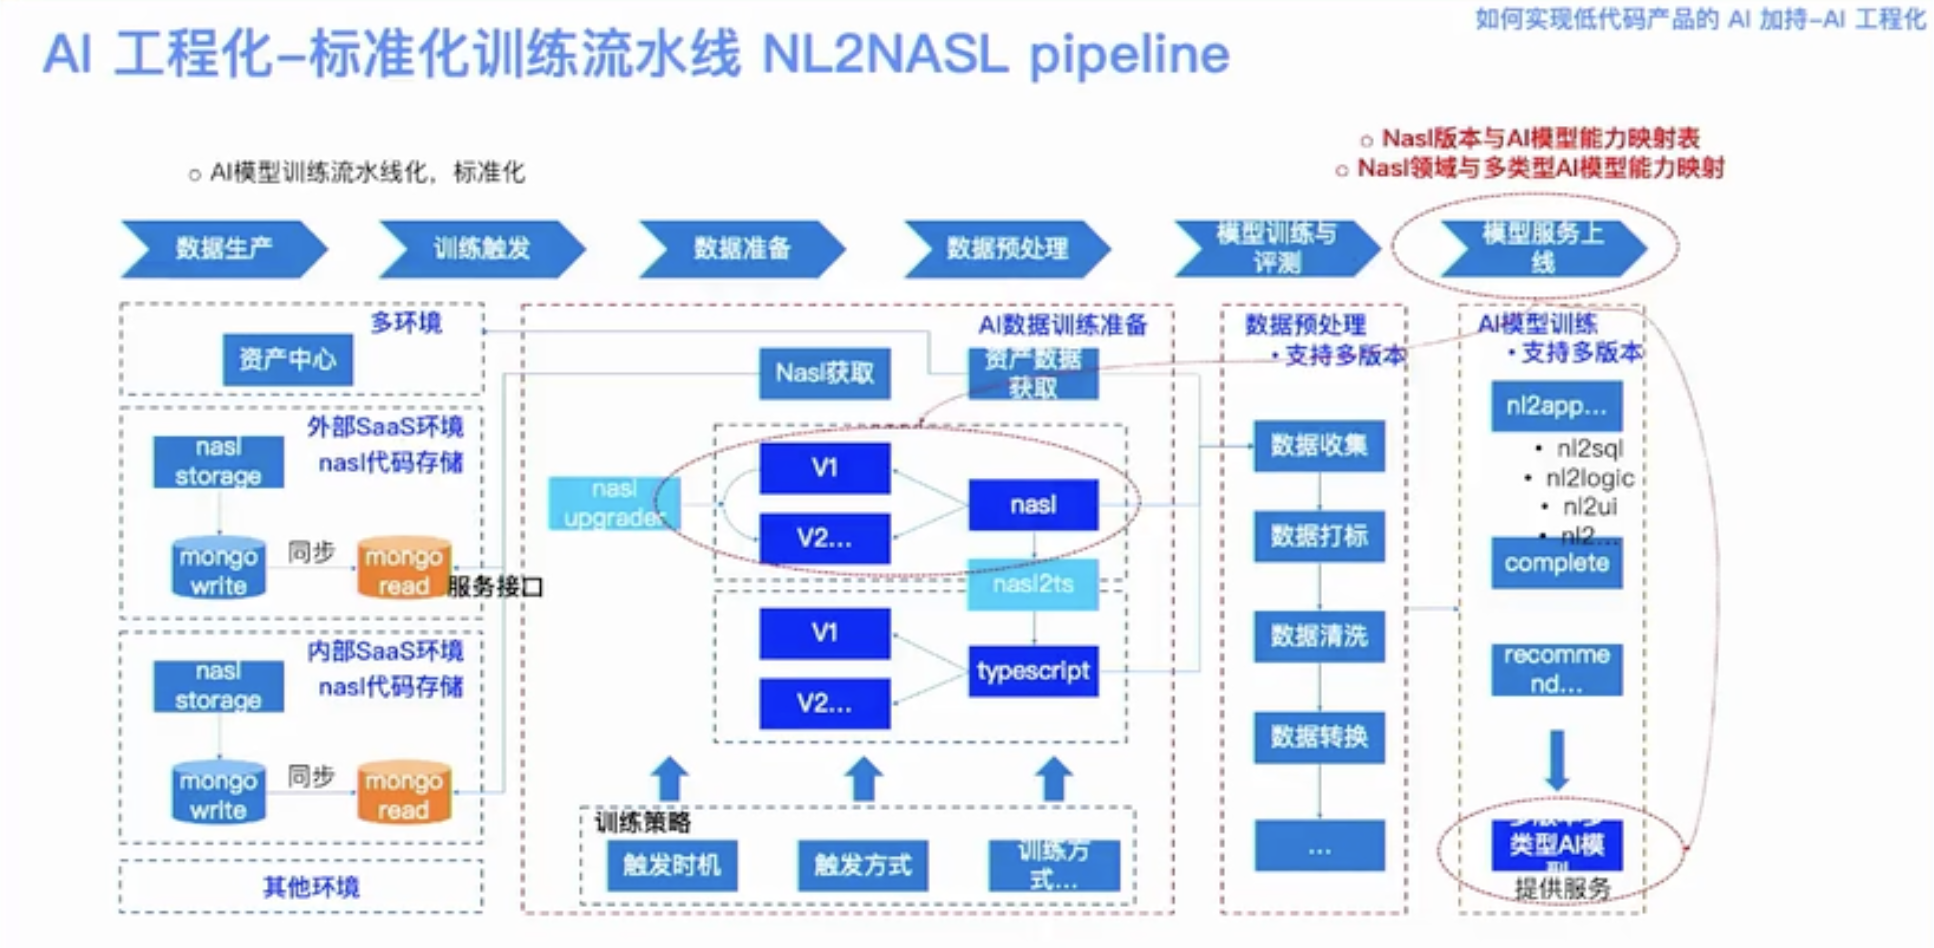 如何实现低代码产品的 AI 加持-AI 工程化
AI 工程化-标准化训练流水线 NL2NASL pipeline
○ AI模型训练流水线化，标准化
○ Nasl版本与AI模型能力映射表
○ Nasl领域与多类型AI模型能力映射
数据生产
训练触发
数据准备
数据预处理
模型训练与
评测
模型服务上
线
多环境
资产中心
外部SaaS环境
nasl代码存储
nasl
storage
mongo
write
同步
mongo
read
服务接口
内部SaaS环境
nasl代码存储
nasl
storage
mongo
write
同步
mongo
read
其他环境
AI数据训练准备
Nasl获取
资产数据
获取
nasl
upgrader
V1
V2...
nasl
nasl2ts
V1
V2...
typescript
训练策略
触发时机
触发方式
训练方
式...
数据预处理
• 支持多版本
数据收集
数据打标
数据清洗
数据转换
...
AI模型训练
• 支持多版本
nl2app...
• nl2sql
• nl2logic
• nl2ui
• nl2...
complete
recomme
nd...
多版本多
类型AI模
型
提供服务